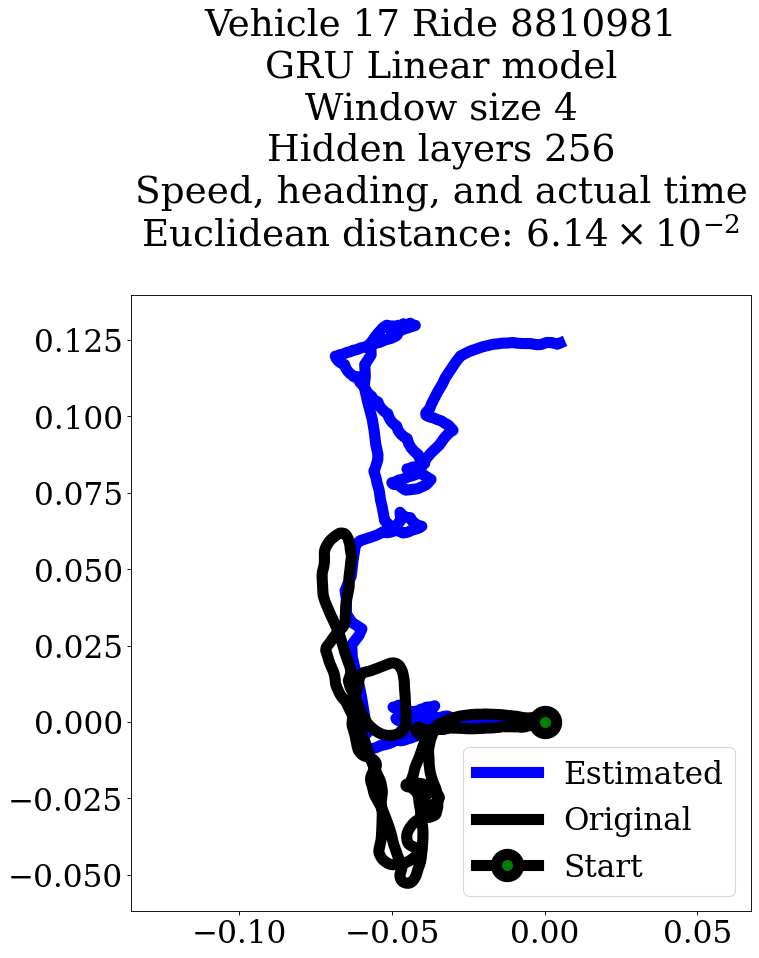 Vehicle 17 Ride 8810981
GRU Linear model
Window size 4
Hidden layers 256
Speed, heading, and actual time
Euclidean distance: 6.14 × 10⁻²
0.125
0.100
0.075
0.050
0.025
0.000
−0.025
−0.050
−0.10
−0.05
0.00
0.05
Estimated
Original
Start